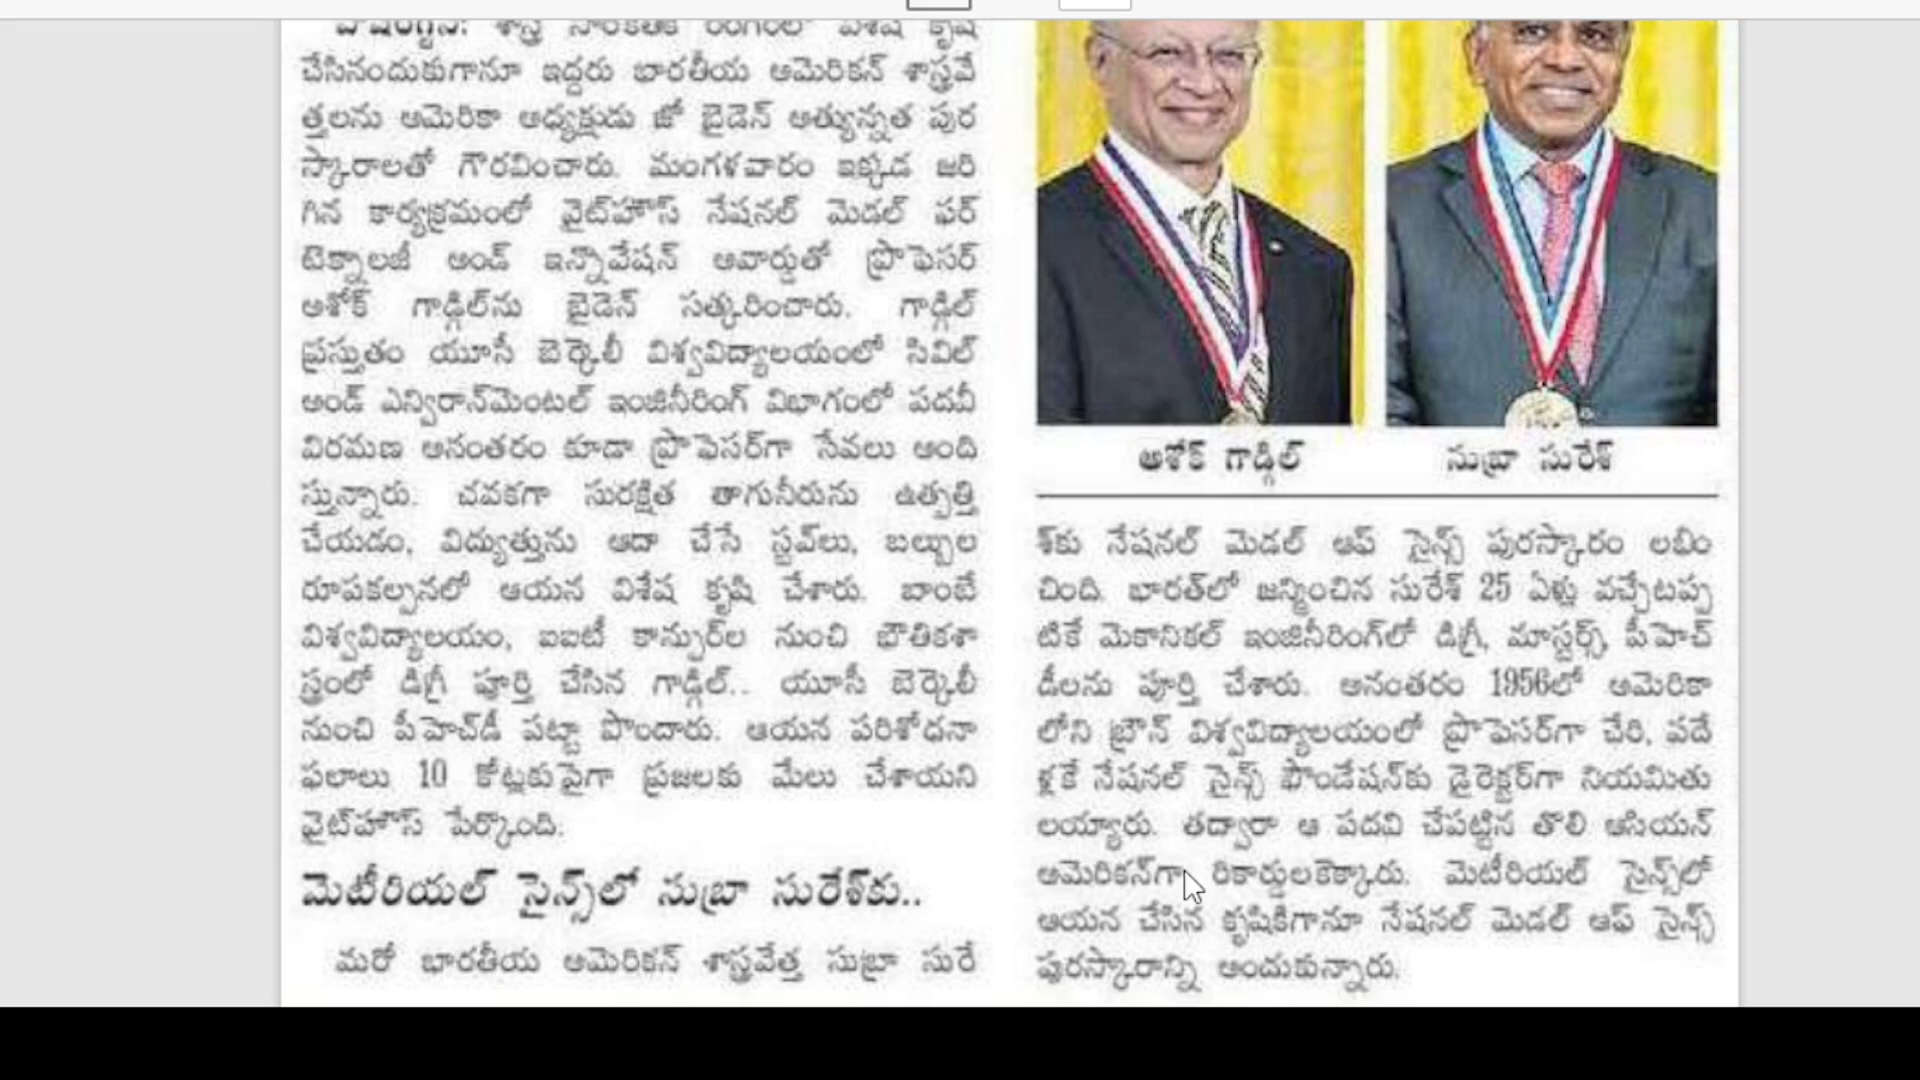 చేసినందుకుగానూ ఇద్దరు భారతీయ అమెరికన్ శాస్త్రవే
త్తలను అమెరికా అధ్యక్షుడు జో బైడెన్ అత్యున్నత పుర
స్కారాలతో గౌరవించారు. మంగళవారం ఇక్కడ జరి
గిన కార్యక్రమంలో వైట్‌హౌస్ నేషనల్ మెడల్ ఫర్
టెక్నాలజీ అండ్ ఇన్నొవేషన్ అవార్డుతో ప్రొఫెసర్
అశోక్ గాడ్గిల్‌ను బైడెన్ సత్కరించారు. గాడ్గిల్
ప్రస్తుతం యూసీ బెర్కెలీ విశ్వవిద్యాలయంలో సివిల్
అండ్ ఎన్విరాన్‌మెంటల్ ఇంజినీరింగ్ విభాగంలో పదవీ
విరమణ అనంతరం కూడా ప్రొఫెసర్‌గా సేవలు అంది
స్తున్నారు. చవకగా సురక్షిత తాగునీరును ఉత్పత్తి
చేయడం, విద్యుత్తును ఆదా చేసే స్టవ్‌లు, బల్బుల
రూపకల్పనలో ఆయన విశేష కృషి చేశారు. బాంబే
విశ్వవిద్యాలయం, ఐఐటీ కాన్పుర్‌ల నుంచి భౌతికశా
స్త్రంలో డిగ్రీ పూర్తి చేసిన గాడ్గిల్.. యూసీ బెర్కెలీ
నుంచి పీహెచ్‌డీ పట్టా పొందారు. ఆయన పరిశోధనా
ఫలాలు 10 కోట్లకుపైగా ప్రజలకు మేలు చేశాయని
వైట్‌హౌస్ పేర్కొంది.
మెటీరియల్ సైన్స్‌లో సుబ్రా సురేశ్‌కు..
మరో భారతీయ అమెరికన్ శాస్త్రవేత్త సుబ్రా సురే
అశోక్ గాడ్గిల్
సుబ్రా సురేశ్
శ్‌కు నేషనల్ మెడల్ ఆఫ్ సైన్స్ పురస్కారం లభిం
చింది. భారత్‌లో జన్మించిన సురేశ్ 25 ఏళ్లు వచ్చేటప్ప
టికే మెకానికల్ ఇంజినీరింగ్‌లో డిగ్రీ, మాస్టర్స్, పీహెచ్
డీలను పూర్తి చేశారు. అనంతరం 1956లో అమెరికా
లోని బ్రౌన్ విశ్వవిద్యాలయంలో ప్రొఫెసర్‌గా చేరి, పదే
ళ్లకే నేషనల్ సైన్స్ ఫౌండేషన్‌కు డైరెక్టర్‌గా నియమితు
లయ్యారు. తద్వారా ఆ పదవి చేపట్టిన తొలి ఆసియన్
అమెరికన్‌గా రికార్డులకెక్కారు. మెటీరియల్ సైన్స్‌లో
ఆయన చేసిన కృషికిగానూ నేషనల్ మెడల్ ఆఫ్ సైన్స్
పురస్కారాన్ని అందుకున్నారు.